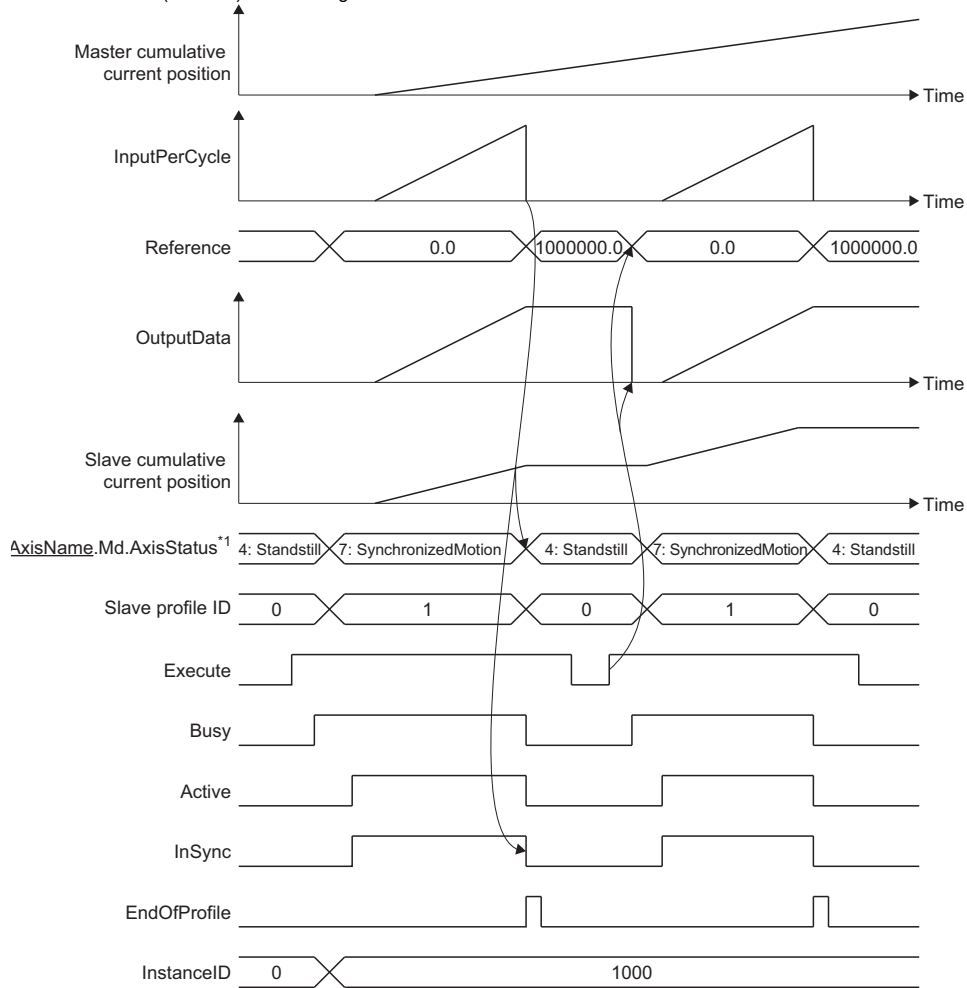 Master cumulative
current position
Time
InputPerCycle
Time
Reference
0.0
1000000.0
0.0
1000000.0
OutputData
Time
Slave cumulative
current position
Time
AxisName.Md.AxisStatus*1
4: Standstill
7: SynchronizedMotion
4: Standstill
7: SynchronizedMotion
4: Standstill
Slave profile ID
0
1
0
1
0
Execute
Busy
Active
InSync
EndOfProfile
InstanceID
0
1000